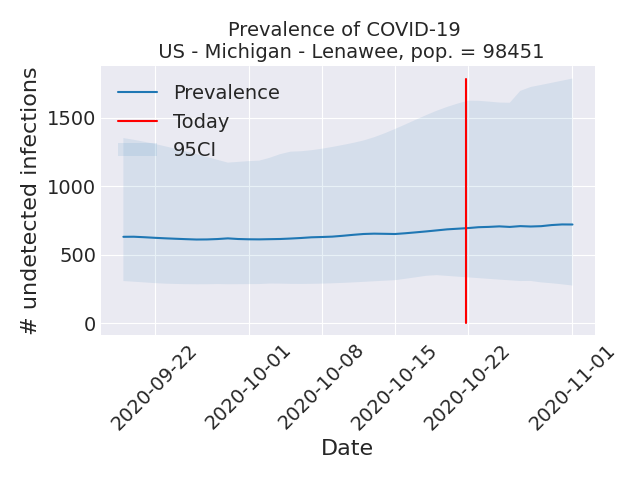 Prevalence of COVID-19
US - Michigan - Lenawee, pop. = 98451
# undetected infections
1500
1000
500
0
Prevalence
Today
95CI
2020-09-22
2020-10-01
2020-10-08
2020-10-15
2020-10-22
2020-11-01
Date